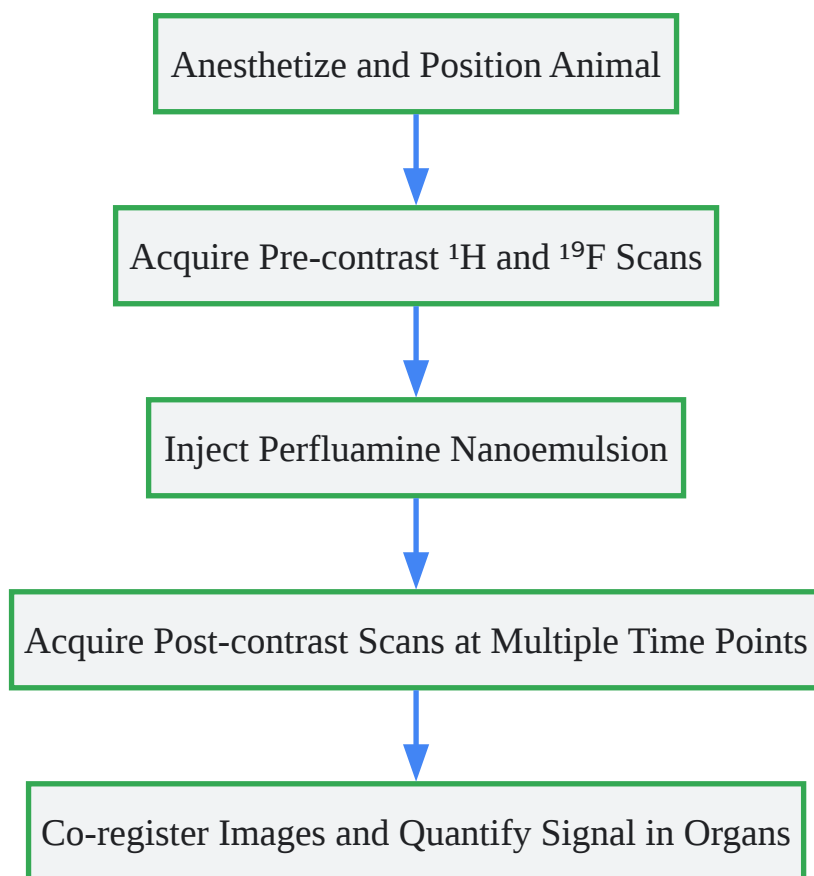 Anesthetize and Position Animal
Acquire Pre-contrast ¹H and ¹⁹F Scans
Inject Perfluamine Nanoemulsion
Acquire Post-contrast Scans at Multiple Time Points
Co-register Images and Quantify Signal in Organs